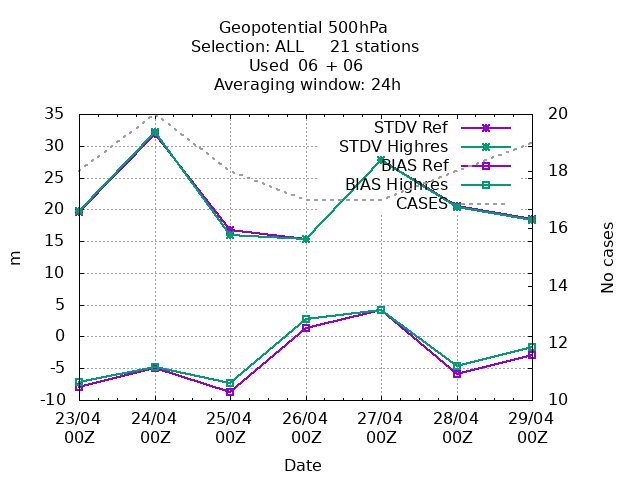 Geopotential 500hPa
Selection: ALL 21 stations
Used 06 + 06
Averaging window: 24h
35
30
25
20
15
10
5
0
-5
-10
m
20
18
16
14
12
10
No cases
STDV Ref
STDV Highres
BIAS Ref
BIAS Highres
CASES
23/04 24/04 25/04 26/04 27/04 28/04 29/04
00Z 00Z 00Z 00Z 00Z 00Z 00Z
Date